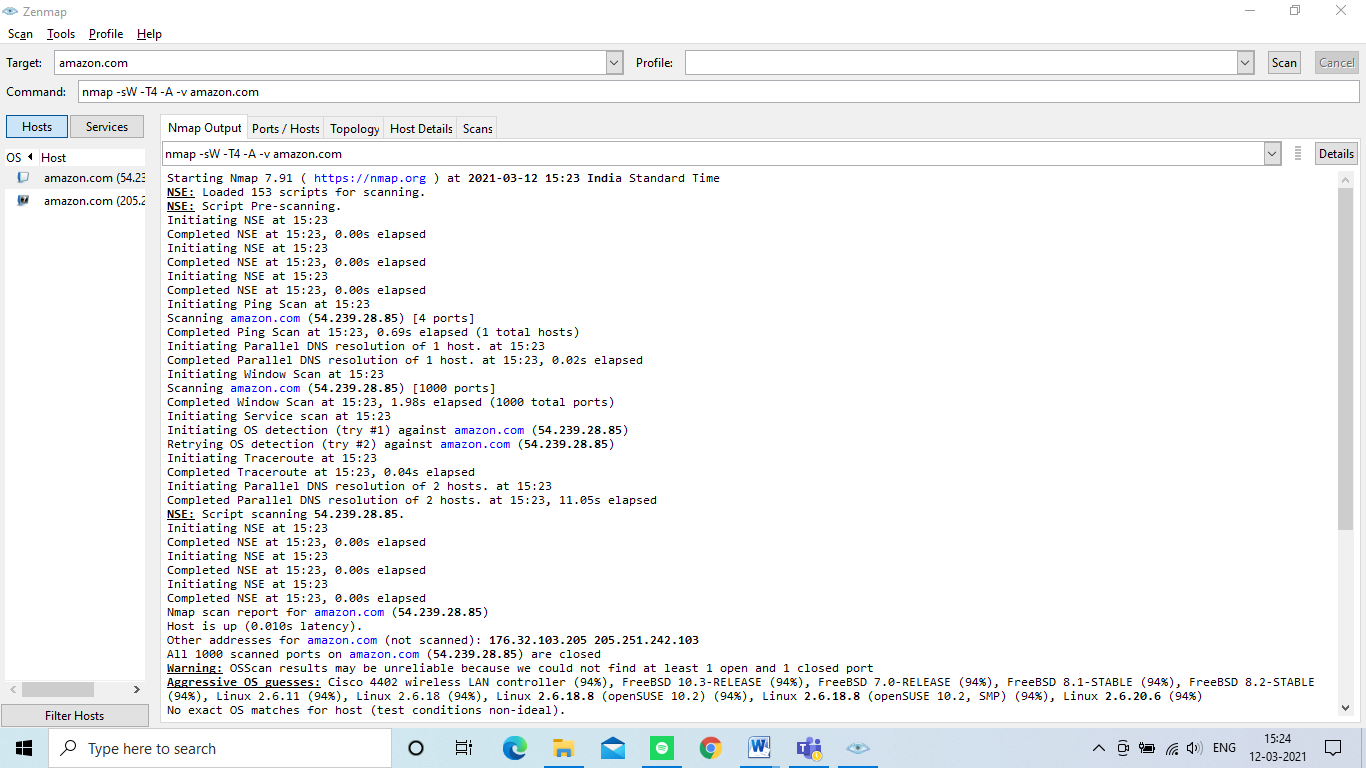 Zenmap
Scan Tools Profile Help
Target: amazon.com Profile: Scan Cancel
Command: nmap -sW -T4 -A -v amazon.com
Hosts Services
OS Host
amazon.com (54.23
amazon.com (205.2
Filter Hosts
Nmap Output Ports / Hosts Topology Host Details Scans
nmap -sW -T4 -A -v amazon.com Details
Starting Nmap 7.91 ( https://nmap.org ) at 2021-03-12 15:23 India Standard Time
NSE: Loaded 153 scripts for scanning.
NSE: Script Pre-scanning.
Initiating NSE at 15:23
Completed NSE at 15:23, 0.00s elapsed
Initiating NSE at 15:23
Completed NSE at 15:23, 0.00s elapsed
Initiating NSE at 15:23
Completed NSE at 15:23, 0.00s elapsed
Initiating Ping Scan at 15:23
Scanning amazon.com (54.239.28.85) [4 ports]
Completed Ping Scan at 15:23, 0.69s elapsed (1 total hosts)
Initiating Parallel DNS resolution of 1 host. at 15:23
Completed Parallel DNS resolution of 1 host. at 15:23, 0.02s elapsed
Initiating Window Scan at 15:23
Scanning amazon.com (54.239.28.85) [1000 ports]
Completed Window Scan at 15:23, 1.98s elapsed (1000 total ports)
Initiating Service scan at 15:23
Initiating OS detection (try #1) against amazon.com (54.239.28.85)
Retrying OS detection (try #2) against amazon.com (54.239.28.85)
Initiating Traceroute at 15:23
Completed Traceroute at 15:23, 0.04s elapsed
Initiating Parallel DNS resolution of 2 hosts. at 15:23
Completed Parallel DNS resolution of 2 hosts. at 15:23, 11.05s elapsed
NSE: Script scanning 54.239.28.85.
Initiating NSE at 15:23
Completed NSE at 15:23, 0.00s elapsed
Initiating NSE at 15:23
Completed NSE at 15:23, 0.00s elapsed
Initiating NSE at 15:23
Completed NSE at 15:23, 0.00s elapsed
Nmap scan report for amazon.com (54.239.28.85)
Host is up (0.010s latency).
Other addresses for amazon.com (not scanned): 176.32.103.205 205.251.242.103
All 1000 scanned ports on amazon.com (54.239.28.85) are closed
Warning: OSScan results may be unreliable because we could not find at least 1 open and 1 closed port
Aggressive OS guesses: Cisco 4402 wireless LAN controller (94%), FreeBSD 10.3-RELEASE (94%), FreeBSD 7.0-RELEASE (94%), FreeBSD 8.1-STABLE (94%), FreeBSD 8.2-STABLE
(94%), Linux 2.6.11 (94%), Linux 2.6.18 (94%), Linux 2.6.18.8 (openSUSE 10.2) (94%), Linux 2.6.18.8 (openSUSE 10.2, SMP) (94%), Linux 2.6.20.6 (94%)
No exact OS matches for host (test conditions non-ideal).
Type here to search
ENG
15:24
12-03-2021